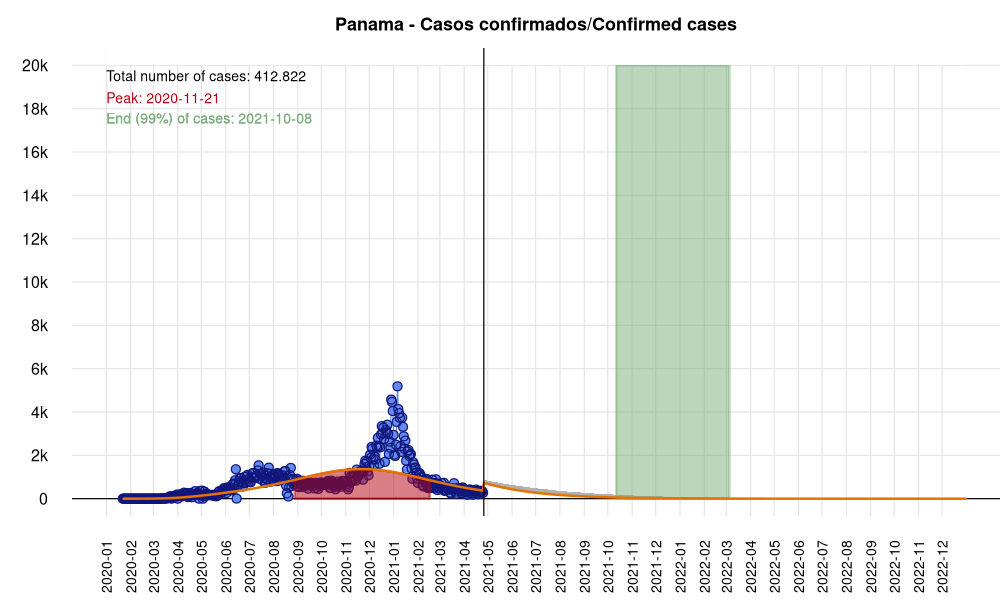 Panama - Casos confirmados/Confirmed cases
Total number of cases: 412.822
Peak: 2020-11-21
End (99%) of cases: 2021-10-08
20k
18k
16k
14k
12k
10k
8k
6k
4k
2k
0
2020-01
2020-02
2020-03
2020-04
2020-05
2020-06
2020-07
2020-08
2020-09
2020-10
2020-11
2020-12
2021-01
2021-02
2021-03
2021-04
2021-05
2021-06
2021-07
2021-08
2021-09
2021-10
2021-11
2021-12
2022-01
2022-02
2022-03
2022-04
2022-05
2022-06
2022-07
2022-08
2022-09
2022-10
2022-11
2022-12